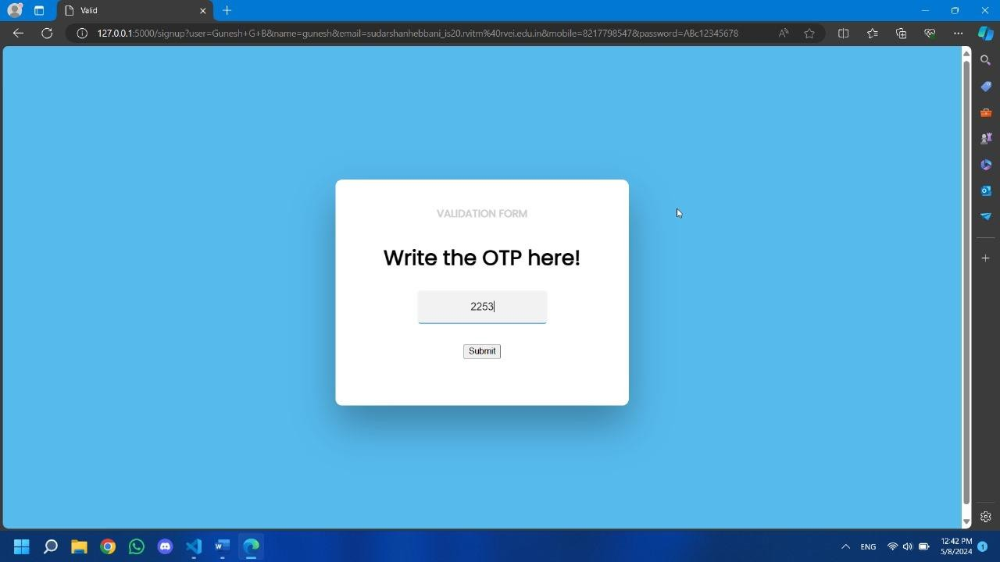 Valid
127.0.0.1:5000/signup?user=Gunesh+G+B&name=gunesh&email=sudarshanhebbani_is20.rvitm%40rvei.edu.in&mobile=8217798547&password=ABc12345678
VALIDATION FORM
Write the OTP here!
2253
Submit
ENG
12:42 PM
5/8/2024
1